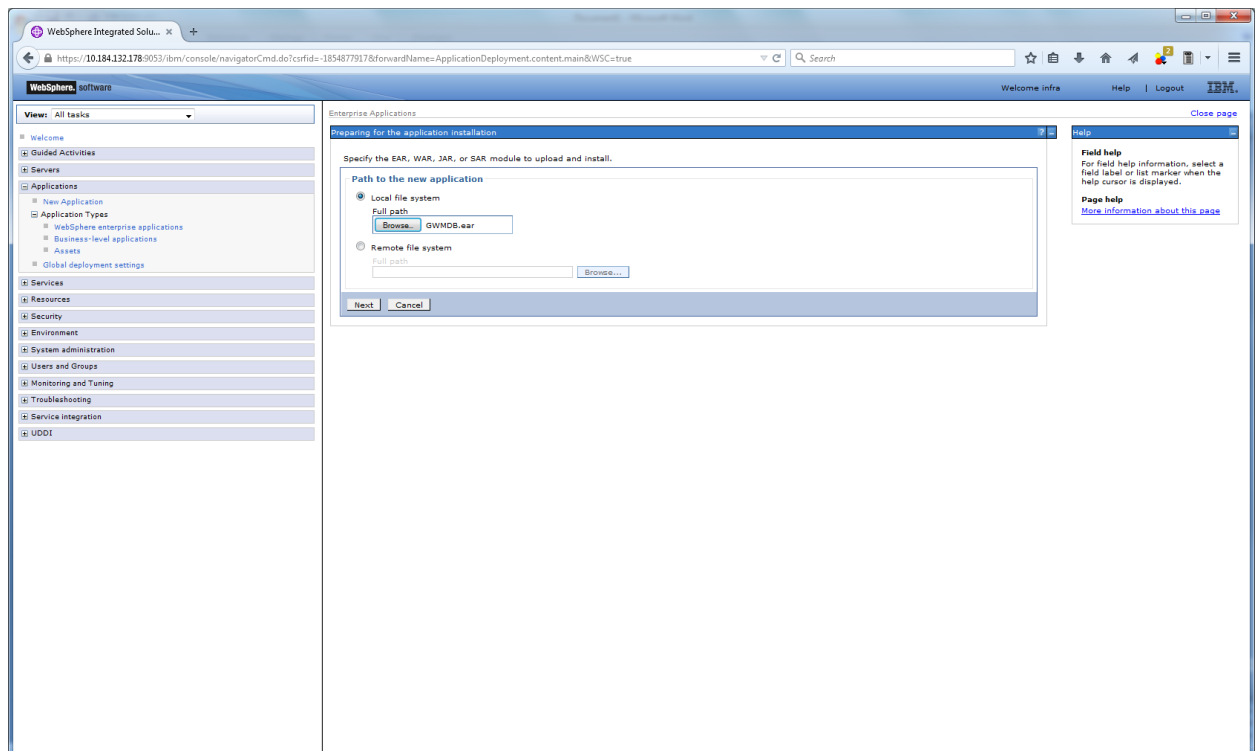 WebSphere Integrated Solu...
https://10.184.132.178:9053/ibm/console/navigatorCmd.do?csrfid=-1854877917&forwardName=ApplicationDeployment.content.main&WSC=true
Search
2
WebSphere. software
Welcome infra
Help | Logout
IBM.
View: All tasks
Welcome
Guided Activities
Servers
Applications
New Application
Application Types
WebSphere enterprise applications
Business-level applications
Assets
Global deployment settings
Services
Resources
Security
Environment
System administration
Users and Groups
Monitoring and Tuning
Troubleshooting
Service integration
UDDI
Enterprise Applications
Close page
Preparing for the application installation
?
Specify the EAR, WAR, JAR, or SAR module to upload and install.
Path to the new application
Local file system
Full path
Browse.. GWMDB.ear
Remote file system
Full path
Browse...
Next Cancel
Help
Field help
For field help information, select a
field label or list marker when the
help cursor is displayed.
Page help
More information about this page